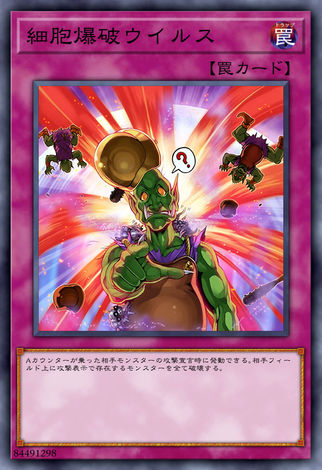 細胞爆破ウイルス
トラップ
罠
【罠カード】
?
Aカウンターが乗った相手モンスターの攻撃宣言時に発動できる。相手フィー
ルド上に攻撃表示で存在するモンスターを全て破壊する。
84491298